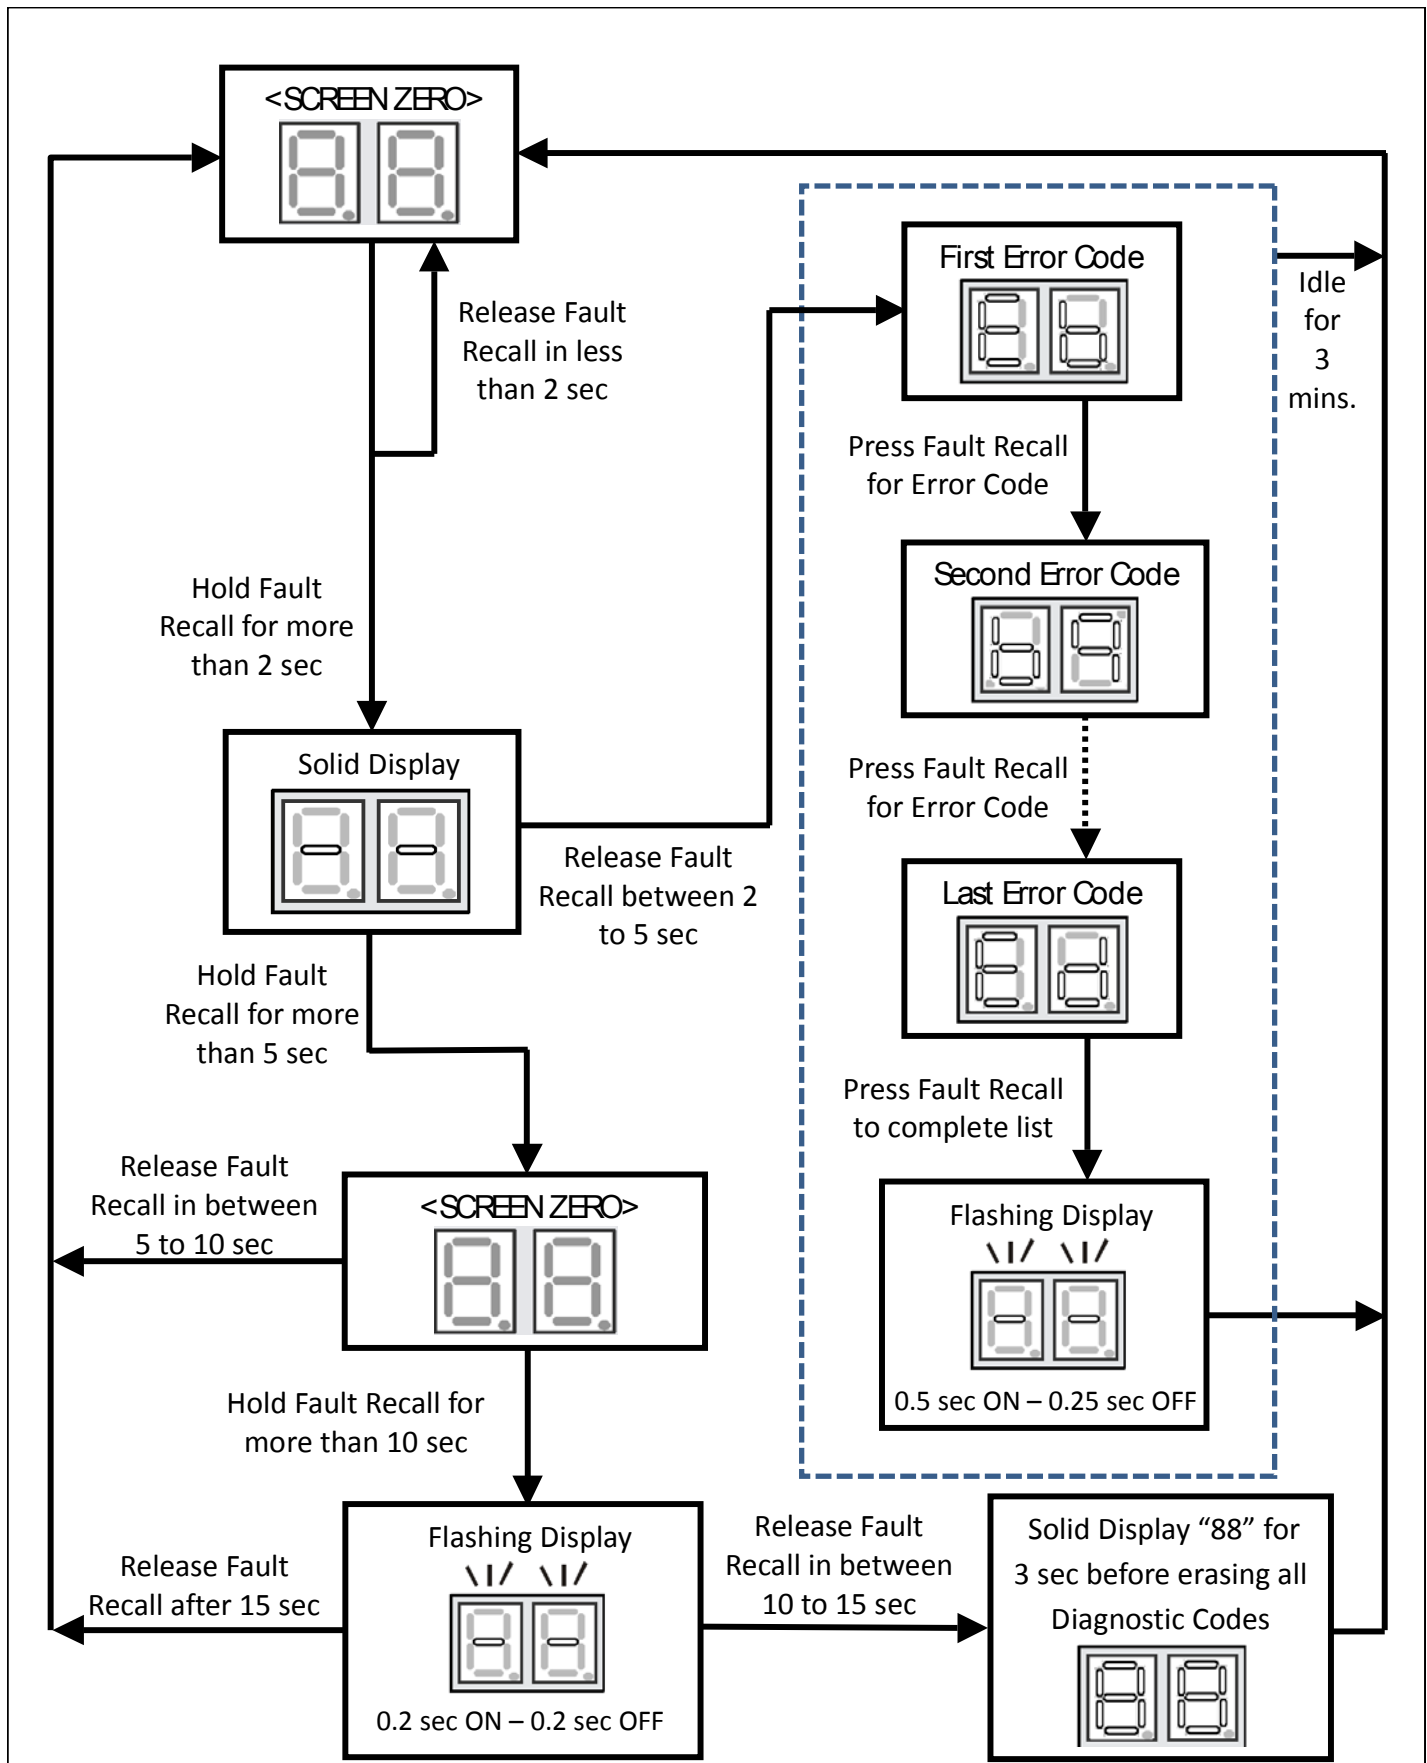 <SCREEN ZERO>
Release Fault
Recall in less
than 2 sec
Hold Fault
Recall for more
than 2 sec
Solid Display
- -
Release Fault
Recall between 2
to 5 sec
Hold Fault
Recall for more
than 5 sec
Release Fault
Recall in between
5 to 10 sec
<SCREEN ZERO>
Hold Fault Recall for
more than 10 sec
Flashing Display
- -
0.2 sec ON – 0.2 sec OFF
Release Fault
Recall after 15 sec
Release Fault
Recall in between
10 to 15 sec
Solid Display “88” for
3 sec before erasing all
Diagnostic Codes
88
First Error Code
Eb
Press Fault Recall
for Error Code
Second Error Code
Press Fault Recall
for Error Code
Last Error Code
Ed
Press Fault Recall
to complete list
Flashing Display
- -
0.5 sec ON – 0.25 sec OFF
Idle
for
3
mins.